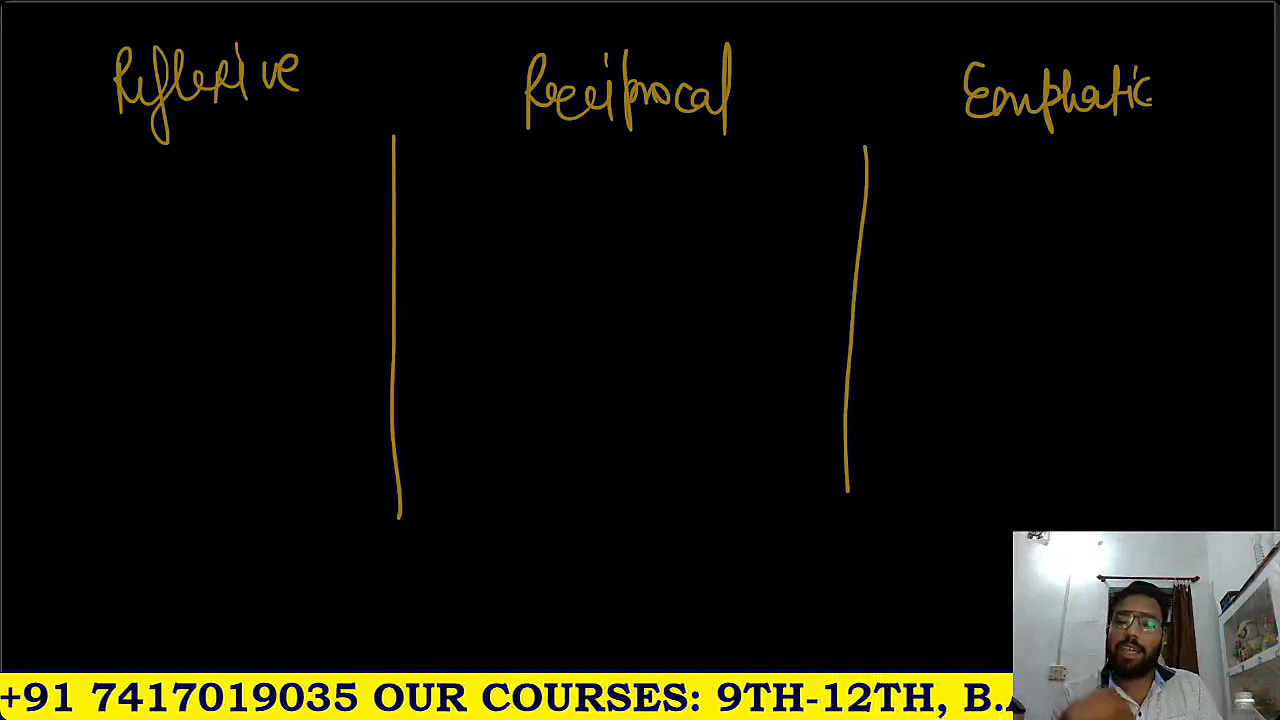 Reflexive
Reciprocal
Emphatic
+91 7417019035 OUR COURSES: 9TH-12TH, B.